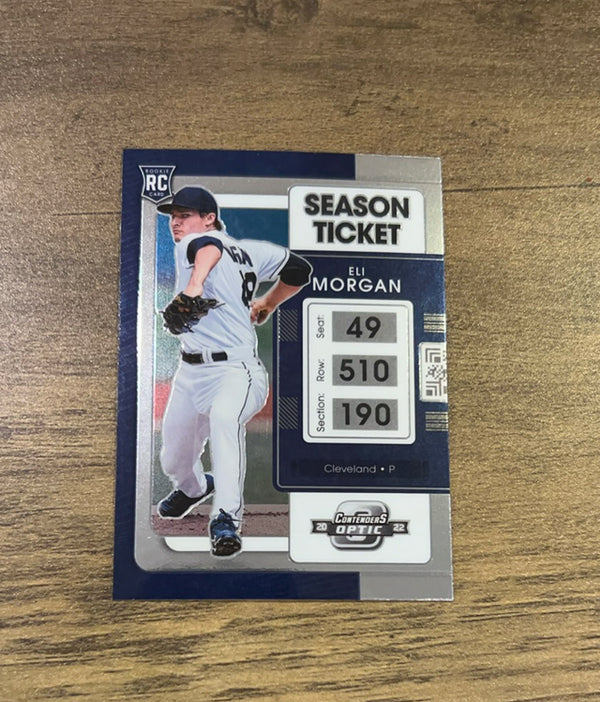 ROOKIE
RC
CARD
SEASON
TICKET
ELI
MORGAN
Seat: 49
Row: 510
Section: 190
Cleveland • P
20 CONTENDERS 22
OPTIC